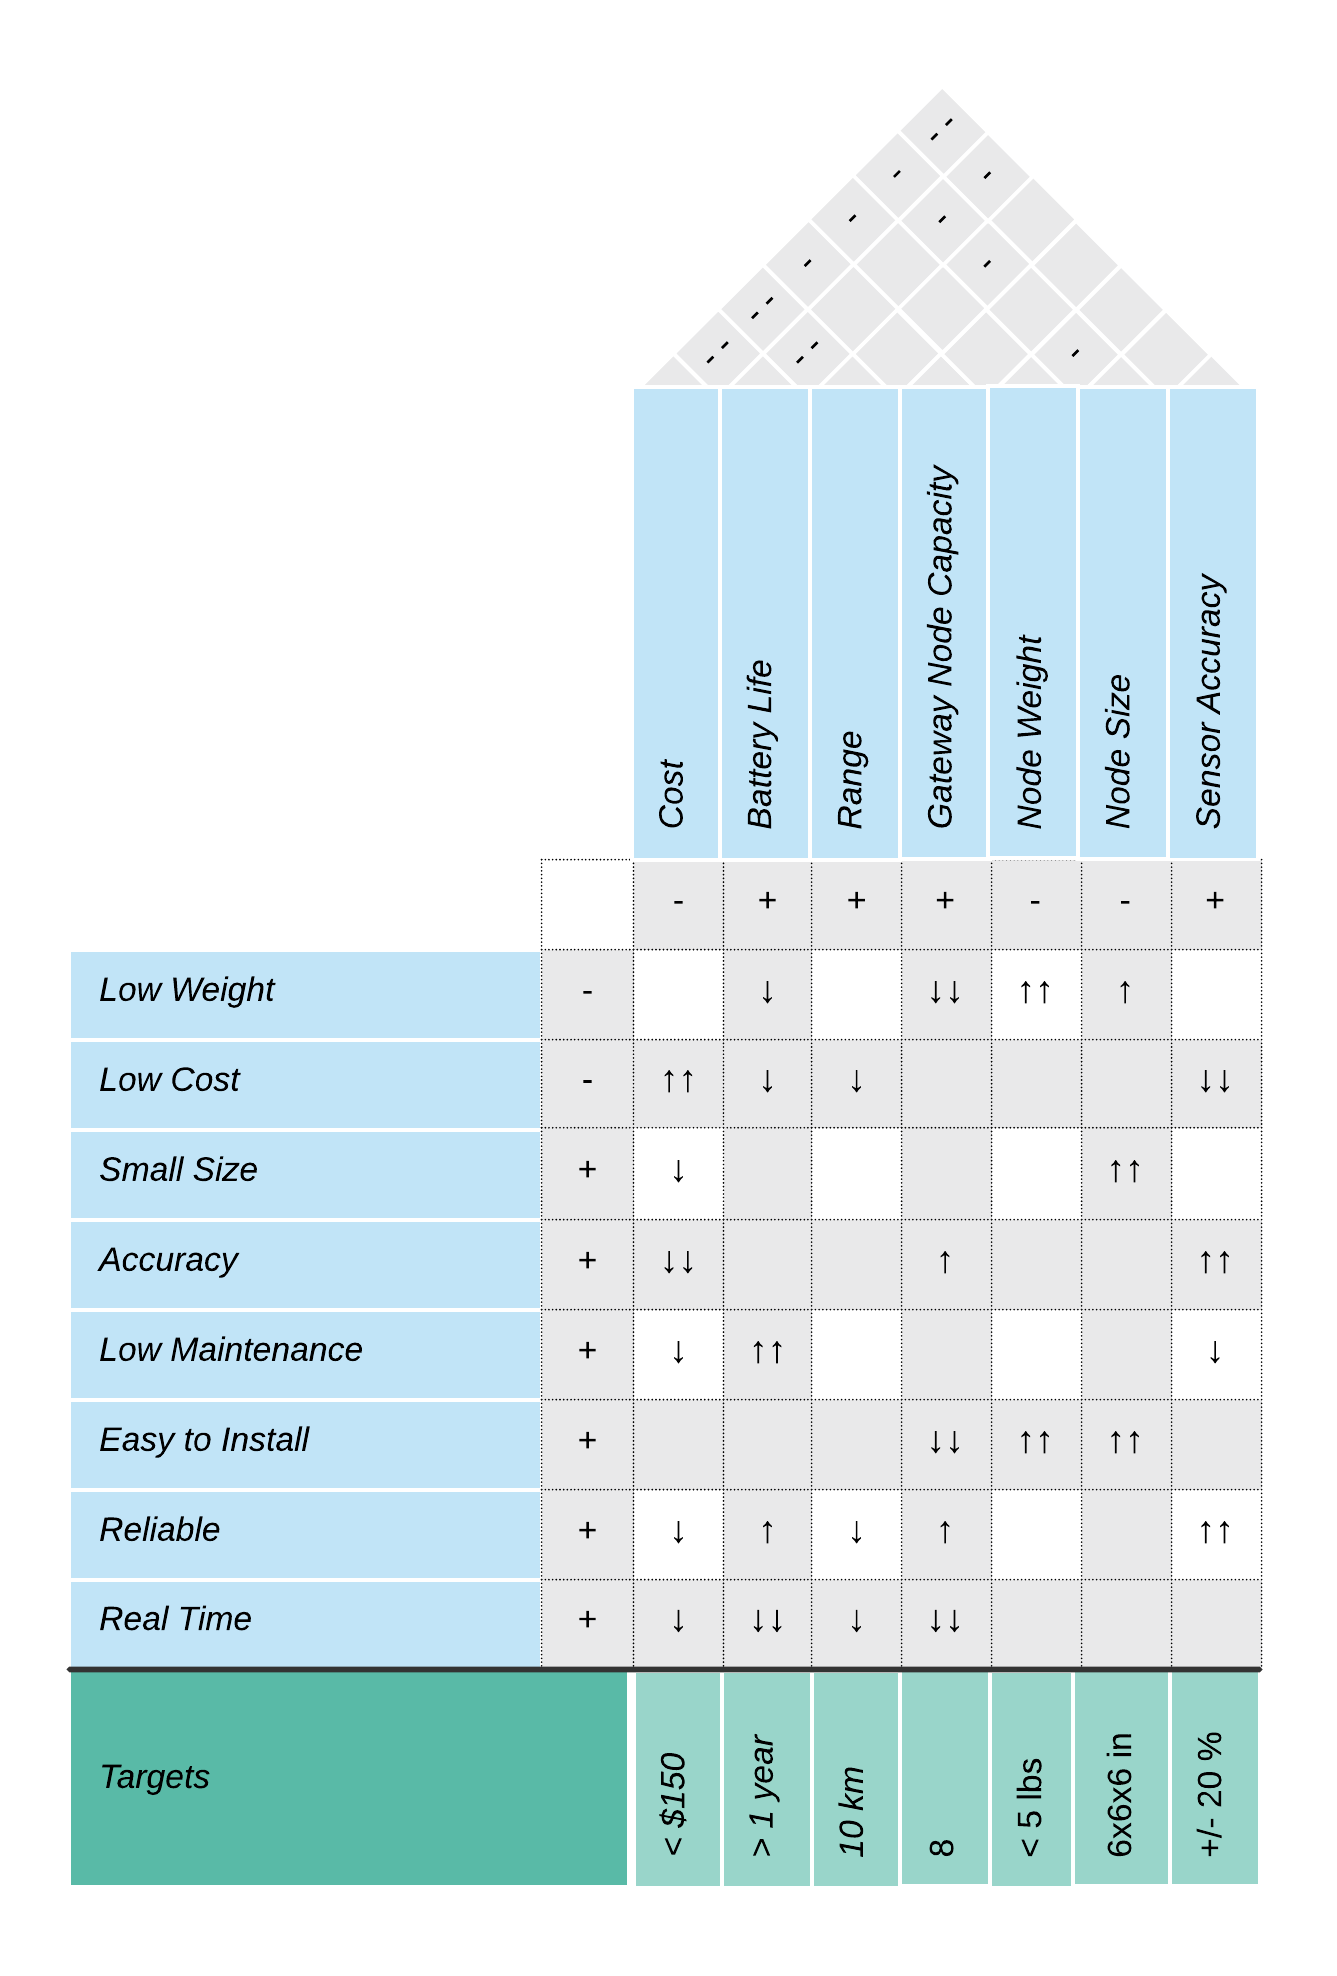 - -
- -
- -
- -
-
- -
- - -
Cost
Battery Life
Range
Gateway Node Capacity
Node Weight
Node Size
Sensor Accuracy
- + + + - - +
Low Weight - ↓ ↓↓ ↑↑ ↑
Low Cost - ↑↑ ↓ ↓ ↓↓
Small Size + ↓ ↑↑
Accuracy + ↓↓ ↑ ↑↑
Low Maintenance + ↓ ↑↑ ↓
Easy to Install + ↓↓ ↑↑ ↑↑
Reliable + ↓ ↑ ↓ ↑ ↑↑
Real Time + ↓ ↓↓ ↓ ↓↓
Targets
< $150
> 1 year
10 km
8
< 5 lbs
6x6x6 in
+/- 20 %